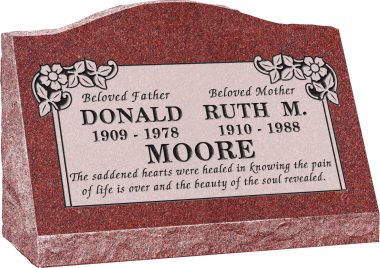 Beloved Father Beloved Mother
DONALD RUTH M.
1909 - 1978 1910 - 1988
MOORE
The saddened hearts were healed in knowing the pain
of life is over and the beauty of the soul revealed.